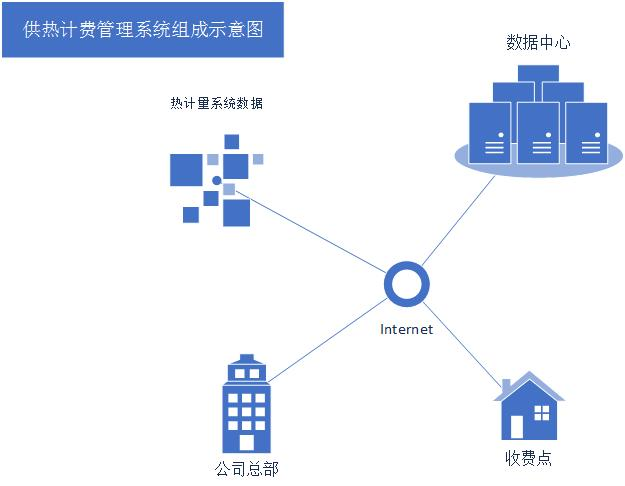 供热计费管理系统组成示意图
数据中心
热计量系统数据
Internet
公司总部
收费点